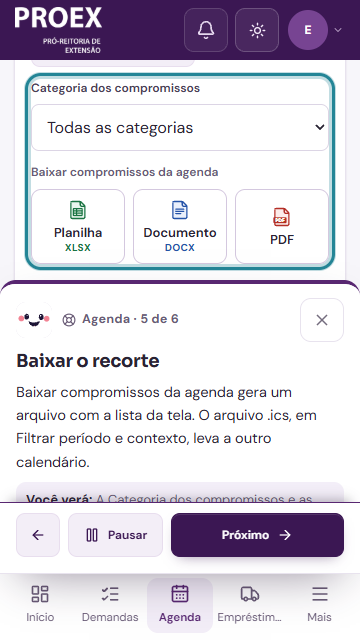 PROEX
PRÓ-REITORIA DE
EXTENSÃO
E
Categoria dos compromissos
Todas as categorias
Baixar compromissos da agenda
Planilha
XLSX
Documento
DOCX
PDF
Agenda · 5 de 6
Baixar o recorte
Baixar compromissos da agenda gera um
arquivo com a lista da tela. O arquivo .ics, em
Filtrar período e contexto, leva a outro
calendário.
Você verá: A Categoria dos compromissos e as
Pausar
Próximo
Início
Demandas
Agenda
Empréstim...
Mais